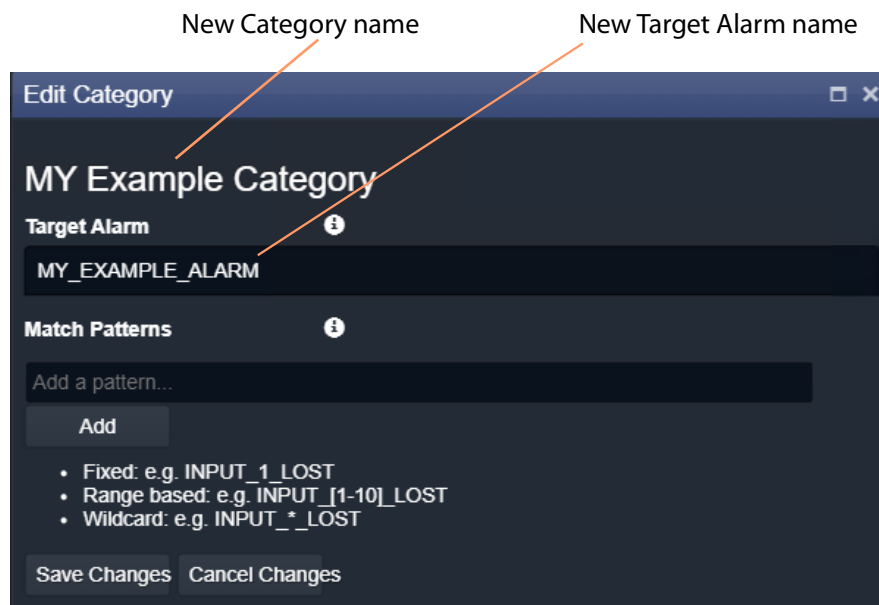 New Category name New Target Alarm name
Edit Category
MY Example Category
Target Alarm
MY_EXAMPLE_ALARM
Match Patterns
Add a pattern...
Add
• Fixed: e.g. INPUT_1_LOST
• Range based: e.g. INPUT_[1-10]_LOST
• Wildcard: e.g. INPUT_*_LOST
Save Changes Cancel Changes